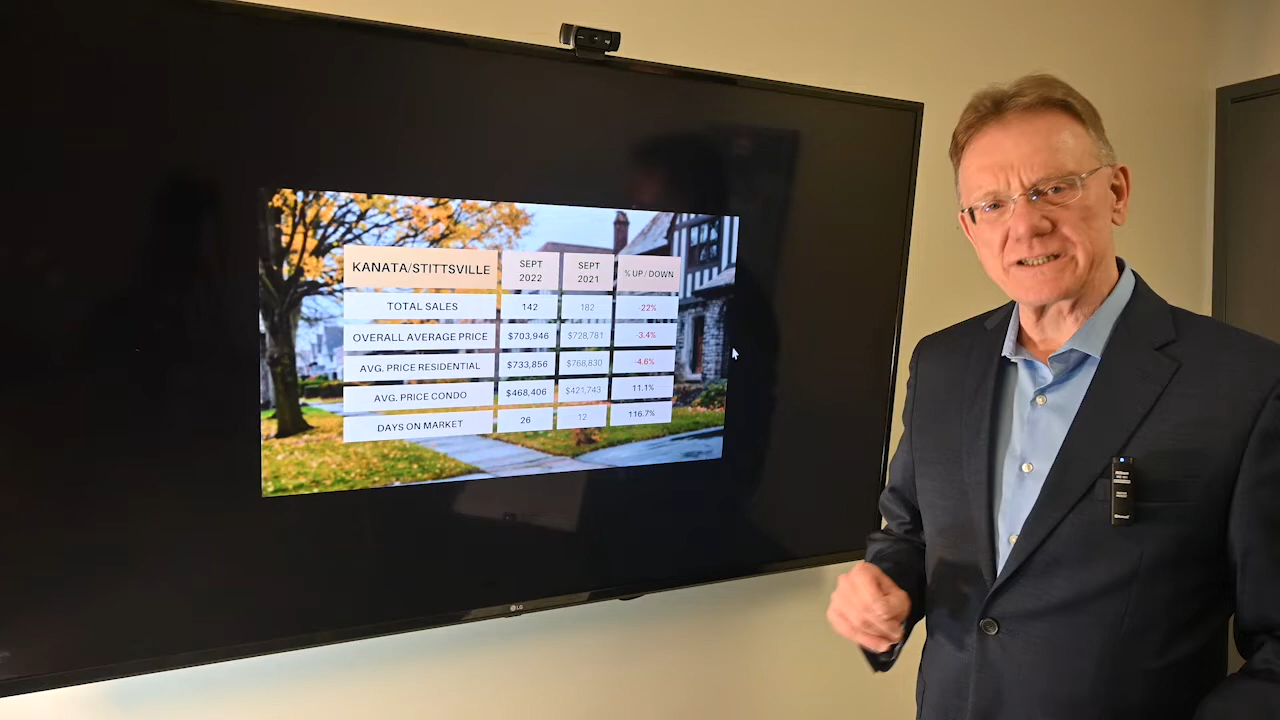 KANATA/STITTSVILLE SEPT 2022 SEPT 2021 % UP/DOWN
TOTAL SALES 142 182 -22%
OVERALL AVERAGE PRICE $703,946 $728,781 -3.4%
AVG. PRICE RESIDENTIAL $733,856 $768,830 -4.6%
AVG. PRICE CONDO $468,406 $421,743 11.1%
DAYS ON MARKET 26 12 116.7%
LG